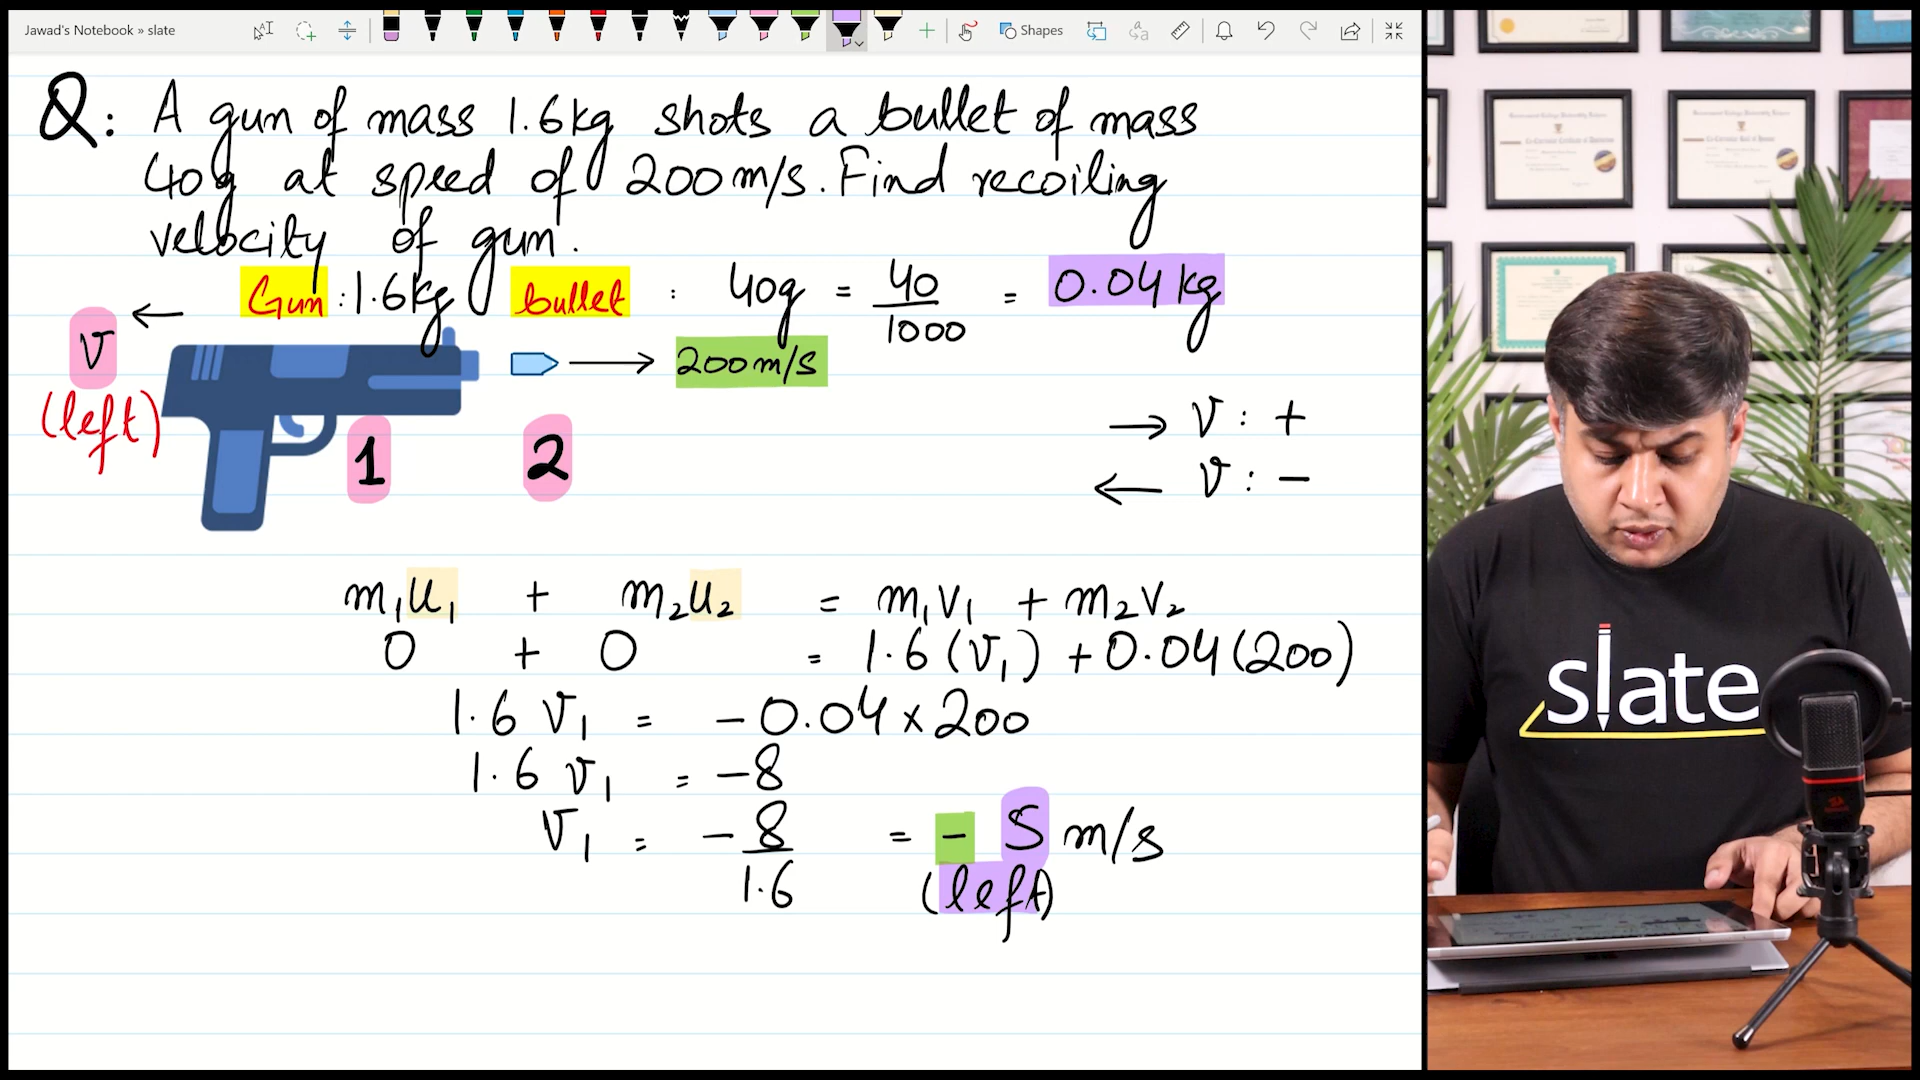 Jawad's Notebook » slate
Shapes
Q: A gun of mass 1.6kg shots a bullet of mass
40g at speed of 200m/s. Find recoiling
velocity of gun.
Gun : 1.6kg bullet : 40g = 40/1000 = 0.04 kg
v ← 
(left)
→ 200m/s
1 2
→ v : +
← v : -
m₁u₁ + m₂u₂ = m₁v₁ + m₂v₂
0 + 0 = 1.6(v₁) + 0.04(200)
1.6 v₁ = -0.04 × 200
1.6 v₁ = -8
v₁ = -8/1.6 = - 5 m/s
(left)
slate